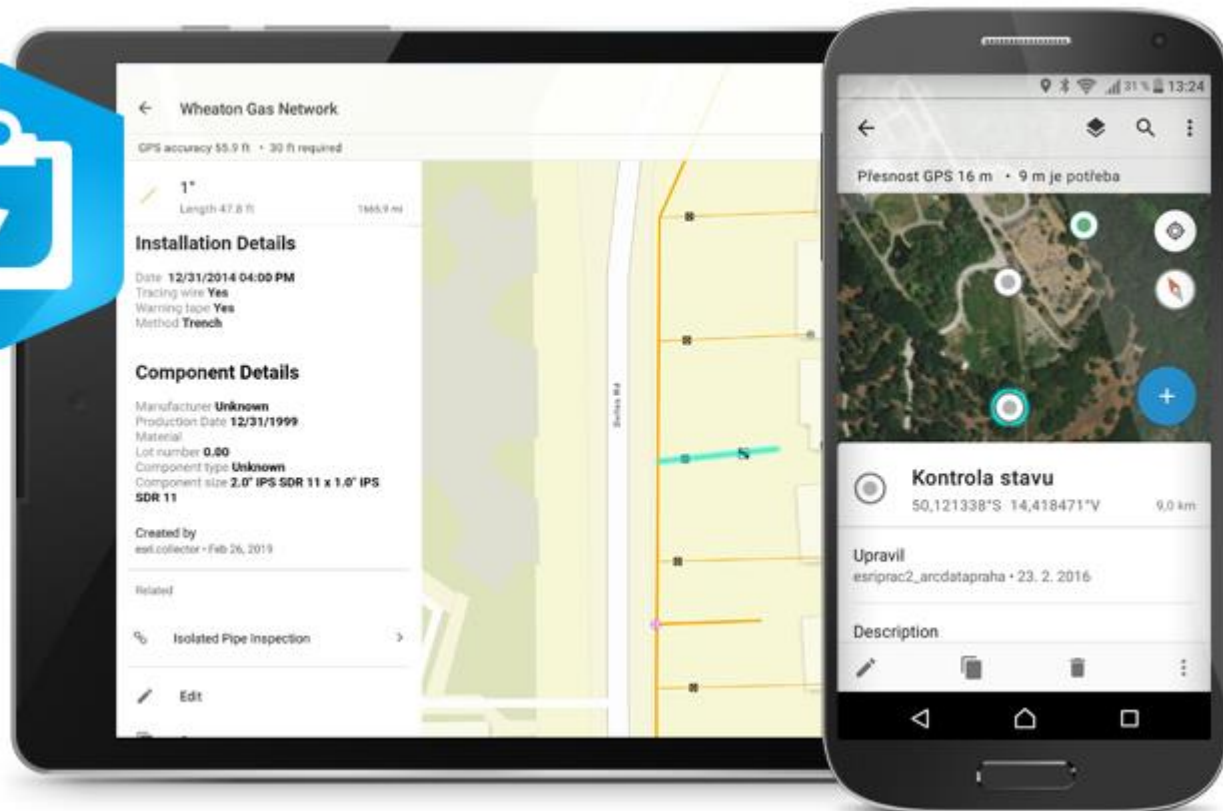 Wheaton Gas Network
GPS accuracy 55.9 ft • 30 ft required
1"
Length 47.8 ft 1665.9 mi
Installation Details
Date 12/31/2014 04:00 PM
Tracing wire Yes
Warning tape Yes
Method Trench
Component Details
Manufacturer Unknown
Production Date 12/31/1999
Material
Lot number 0.00
Component type Unknown
Component size 2.0" IPS SDR 11 x 1.0" IPS
SDR 11
Created by
esri.collector • Feb 26, 2019
Related
Isolated Pipe Inspection
Edit
31 % 13:24
Přesnost GPS 16 m • 9 m je potřeba
Kontrola stavu
50,121338°S 14,418471°V 9,0 km
Upravil
esriprac2_arcdatapraha • 23. 2. 2016
Description